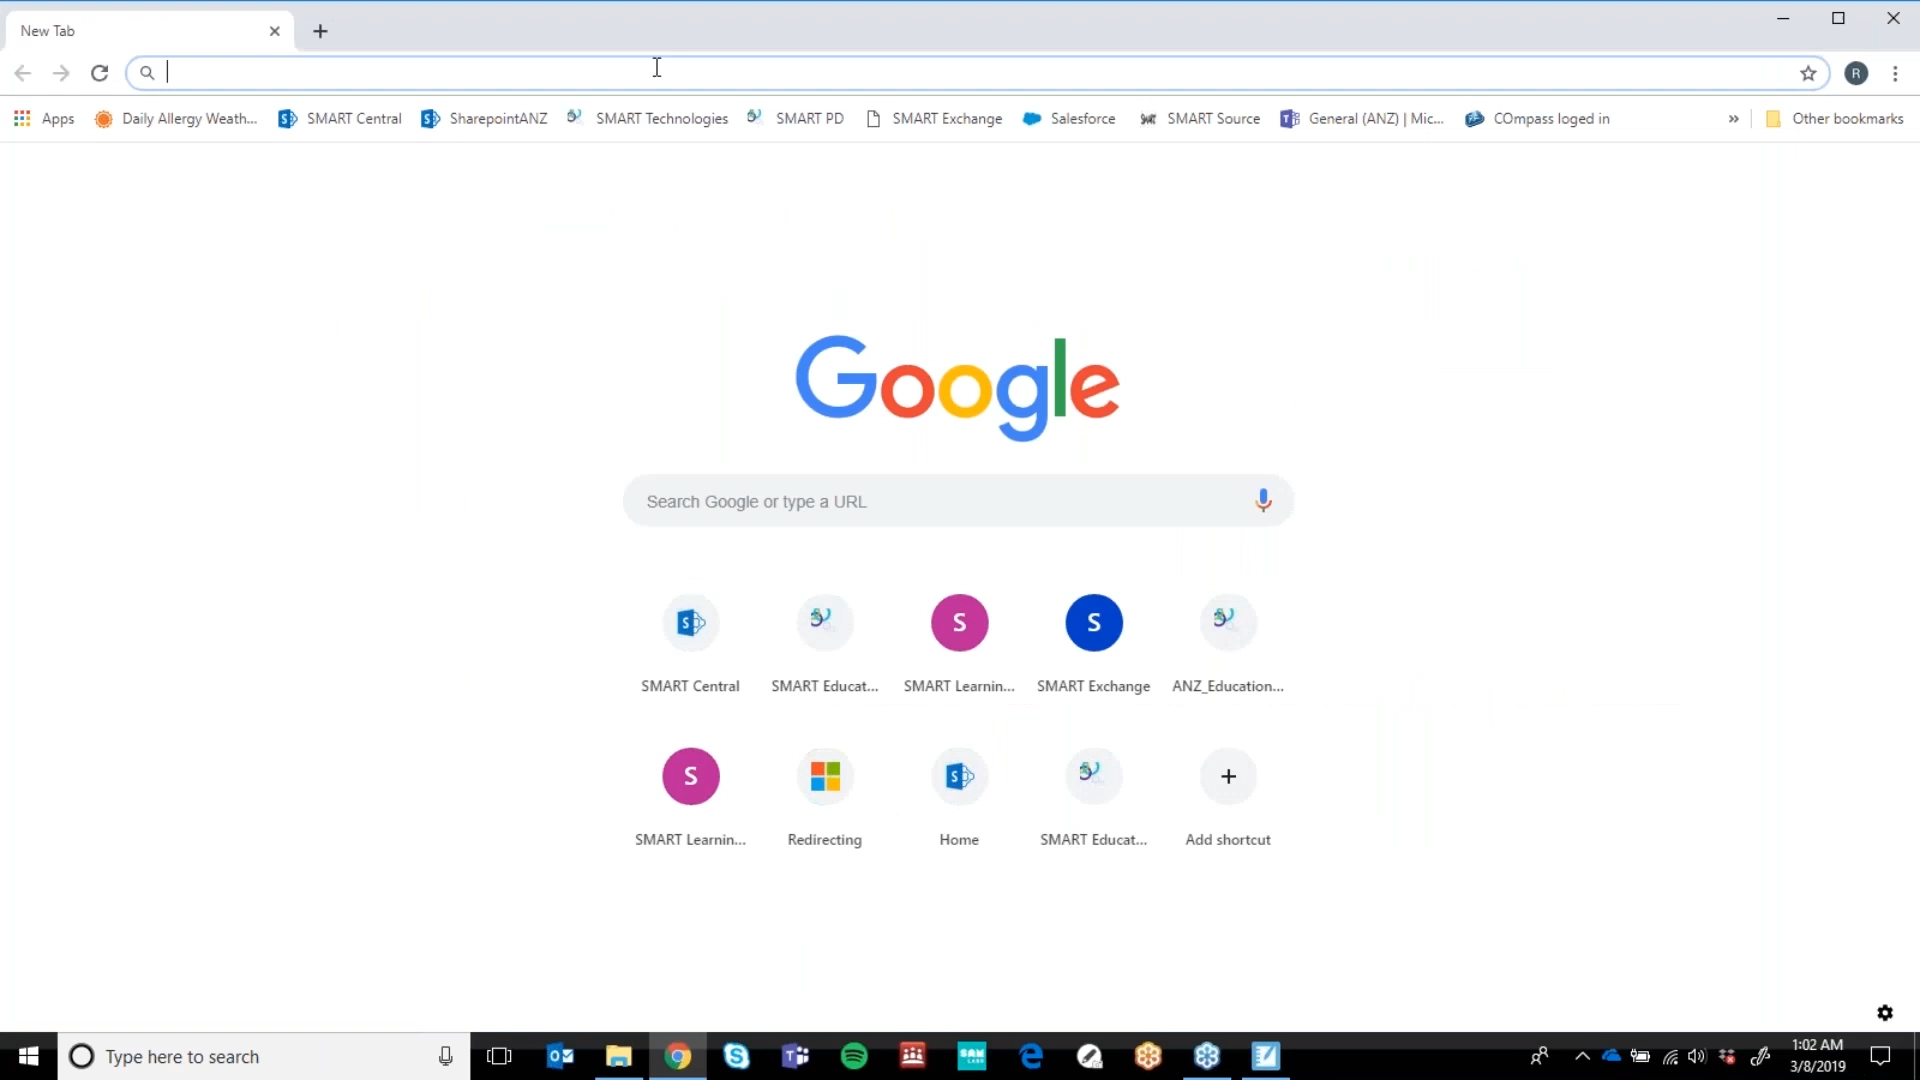 New Tab
R
Apps
Daily Allergy Weath...
SMART Central
SharepointANZ
SMART Technologies
SMART PD
SMART Exchange
Salesforce
SMART Source
General (ANZ) | Mic...
COmpass loged in
»
Other bookmarks
Google
Search Google or type a URL
S
S
SMART Central
SMART Educat...
SMART Learnin...
SMART Exchange
ANZ_Education...
S
SMART Learnin...
Redirecting
Home
SMART Educat...
Add shortcut
Type here to search
1:02 AM
3/8/2019